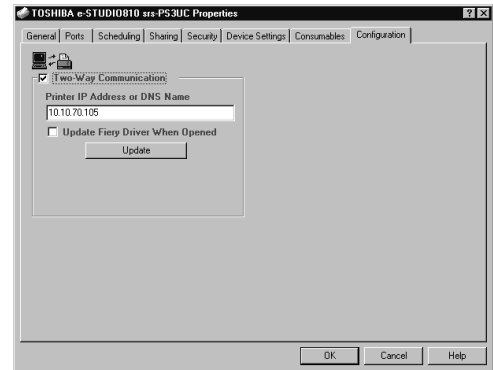 TOSHIBA e-STUDIO810 srs-PS3UC Properties
General Ports Scheduling Sharing Security Device Settings Consumables Configuration
Two-Way Communication
Printer IP Address or DNS Name
10.10.70.105
Update Fiery Driver When Opened
Update
OK Cancel Help